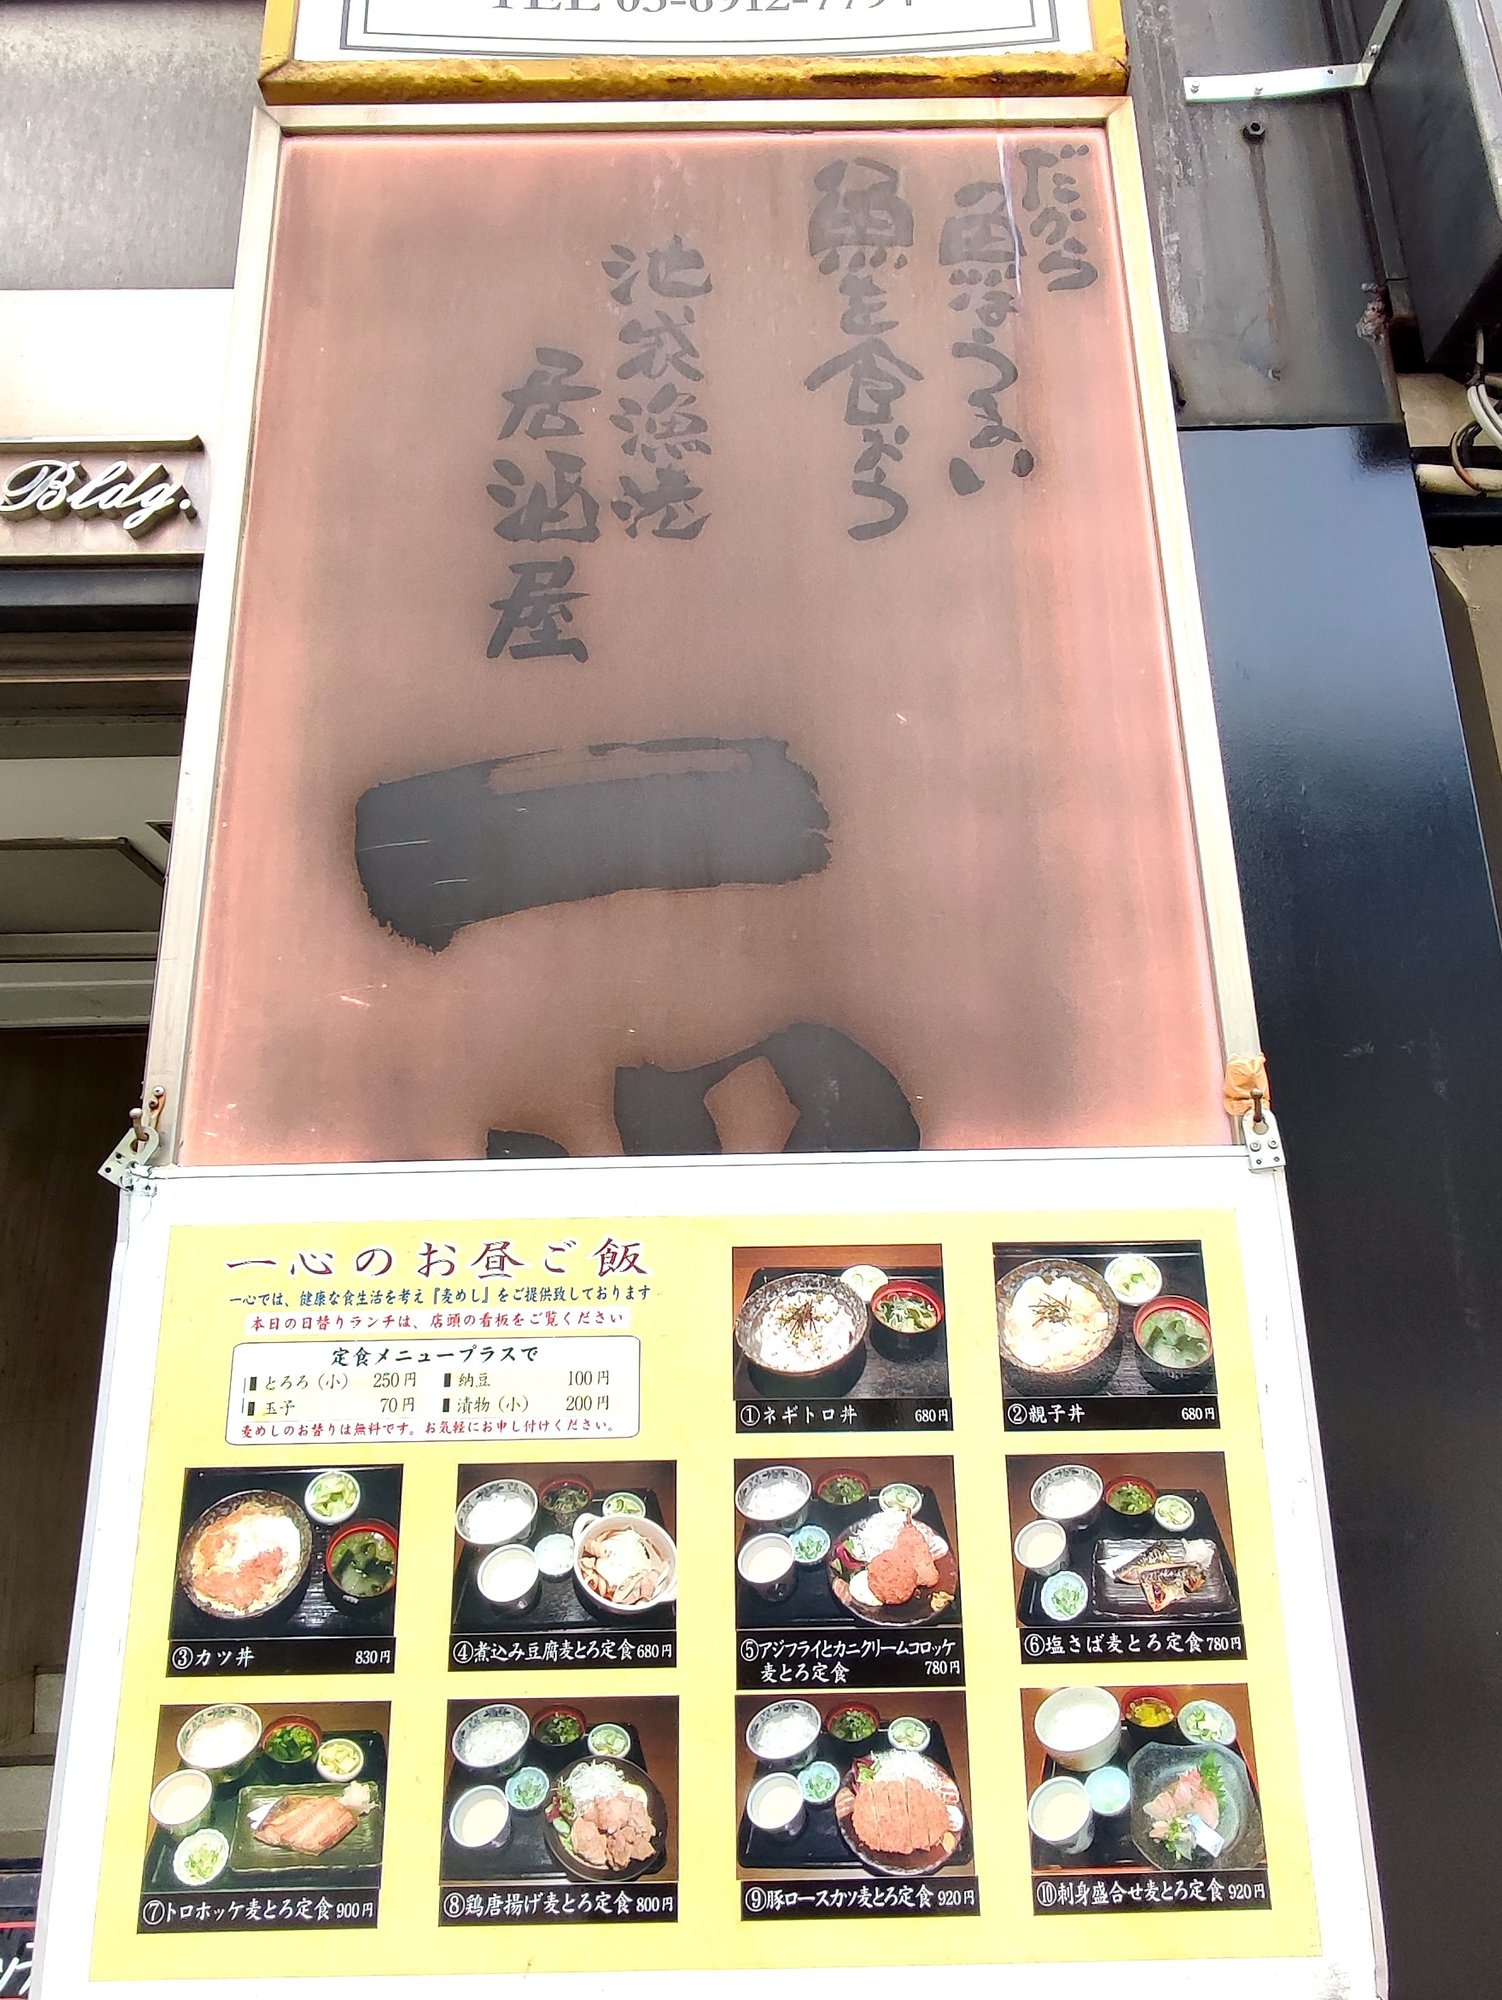 TEL 03-6912-7794
Bldg.
だから
魚はうまい
魚を食おう
池袋漁港
居酒屋
一心
一心のお昼ご飯
一心では、健康な食生活を考え『麦めし』をご提供致しております
本日の日替りランチは、店頭の看板をご覧ください
定食メニュープラスで
とろろ（小） 250円 納豆 100円
玉子 70円 漬物（小） 200円
麦めしのお替りは無料です。お気軽にお申し付けください。
①ネギトロ丼 680円
②親子丼 680円
③カツ丼 830円
④煮込み豆腐麦とろ定食 680円
⑤アジフライとカニクリームコロッケ
麦とろ定食 780円
⑥塩さば麦とろ定食 780円
⑦トロホッケ麦とろ定食 900円
⑧鶏唐揚げ麦とろ定食 800円
⑨豚ロースカツ麦とろ定食 920円
⑩刺身盛合せ麦とろ定食 920円